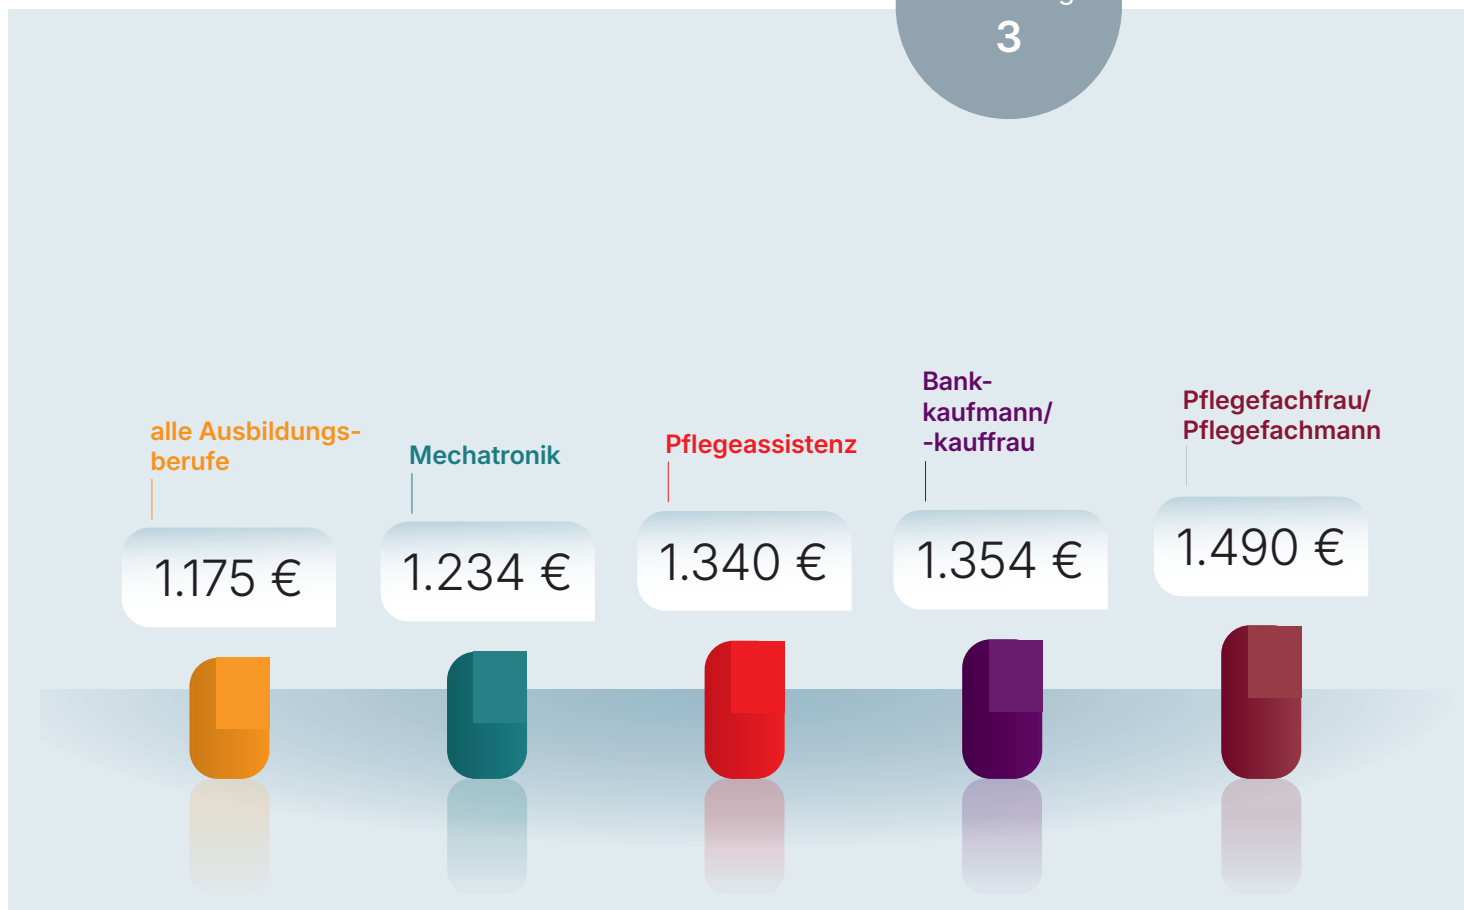 3
alle Ausbildungs-
berufe
Mechatronik
Pflegeassistenz
Bank-
kaufmann/
-kauffrau
Pflegefachfrau/
Pflegefachmann
1.175 €
1.234 €
1.340 €
1.354 €
1.490 €